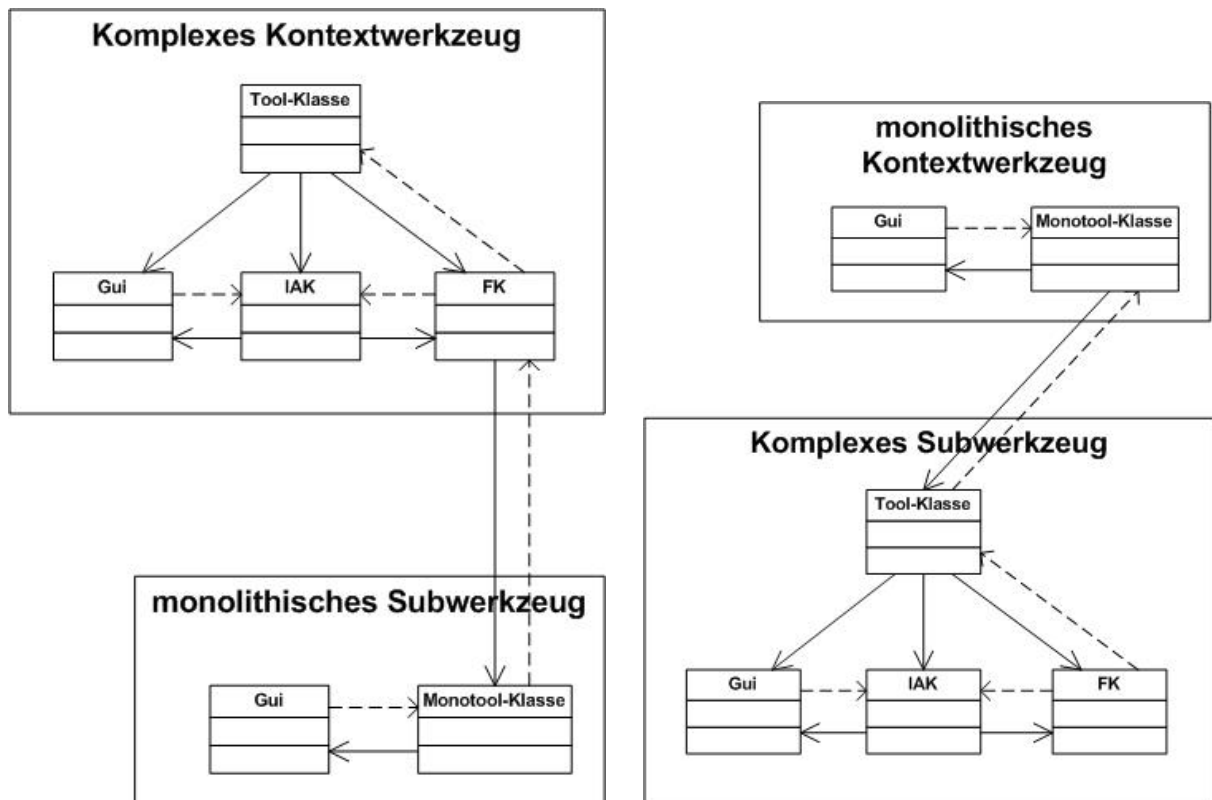 Komplexes Kontextwerkzeug
Tool-Klasse
Gui
IAK
FK
monolithisches Subwerkzeug
Gui
Monotool-Klasse
monolithisches
Kontextwerkzeug
Gui
Monotool-Klasse
Komplexes Subwerkzeug
Tool-Klasse
Gui
IAK
FK